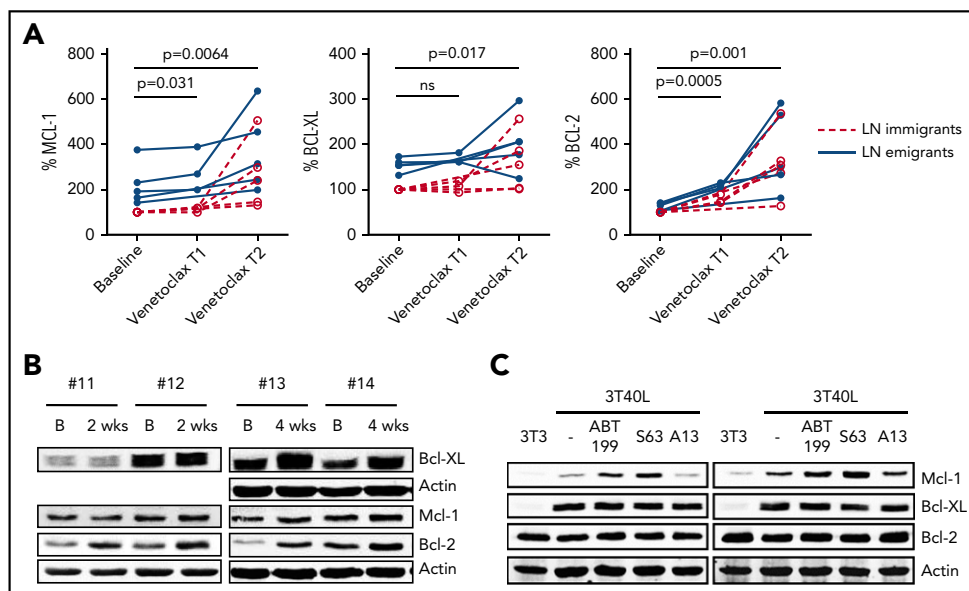 A
800
600
400
200
0
% MCL-1
p=0.0064
p=0.031
Baseline
Venetoclax T1
Venetoclax T2
400
300
200
100
0
% BCL-XL
p=0.017
ns
Baseline
Venetoclax T1
Venetoclax T2
800
600
400
200
0
% BCL-2
p=0.001
p=0.0005
Baseline
Venetoclax T1
Venetoclax T2
LN immigrants
LN emigrants
B
#11 #12 #13 #14
B 2 wks B 2 wks B 4 wks B 4 wks
Bcl-XL
Actin
Mcl-1
Bcl-2
Actin
C
3T40L 3T40L
3T3 - ABT 199 S63 A13 3T3 - ABT 199 S63 A13
Mcl-1
Bcl-XL
Bcl-2
Actin